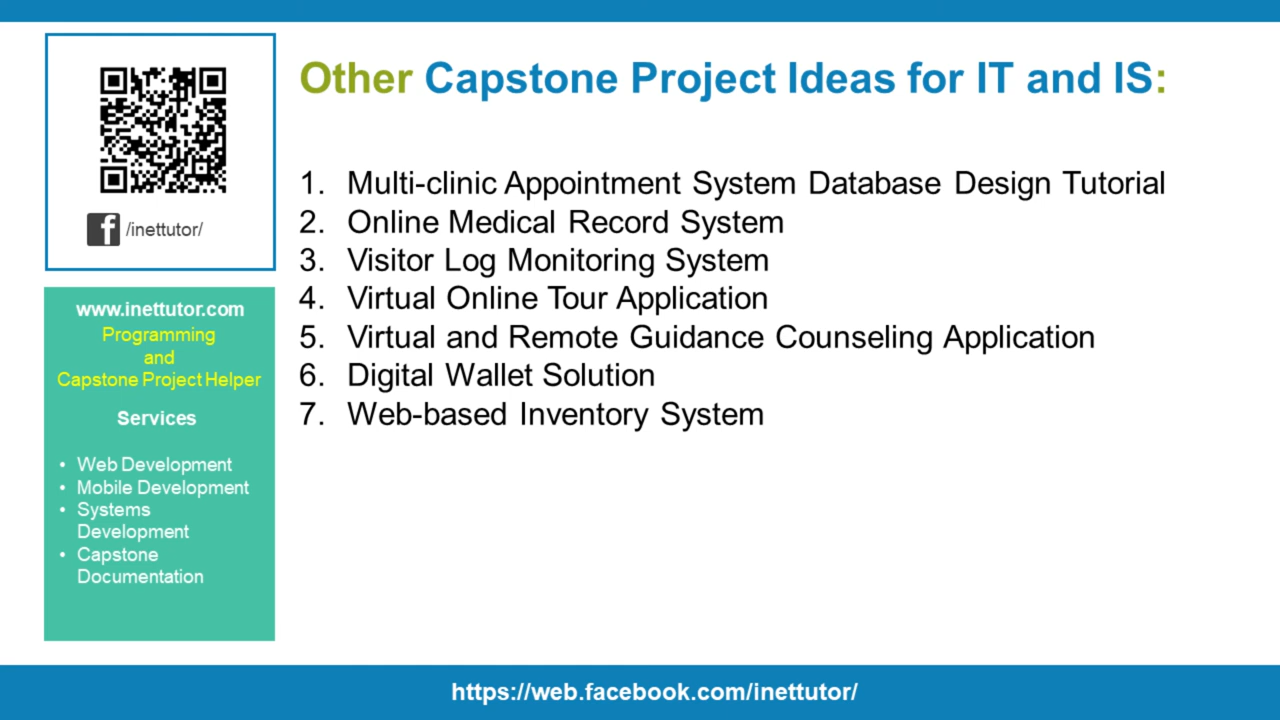 Other Capstone Project Ideas for IT and IS:
/inettutor/
1. Multi-clinic Appointment System Database Design Tutorial
2. Online Medical Record System
3. Visitor Log Monitoring System
4. Virtual Online Tour Application
5. Virtual and Remote Guidance Counseling Application
6. Digital Wallet Solution
7. Web-based Inventory System
www.inettutor.com
Programming
and
Capstone Project Helper
Services
• Web Development
• Mobile Development
• Systems
Development
• Capstone
Documentation
https://web.facebook.com/inettutor/